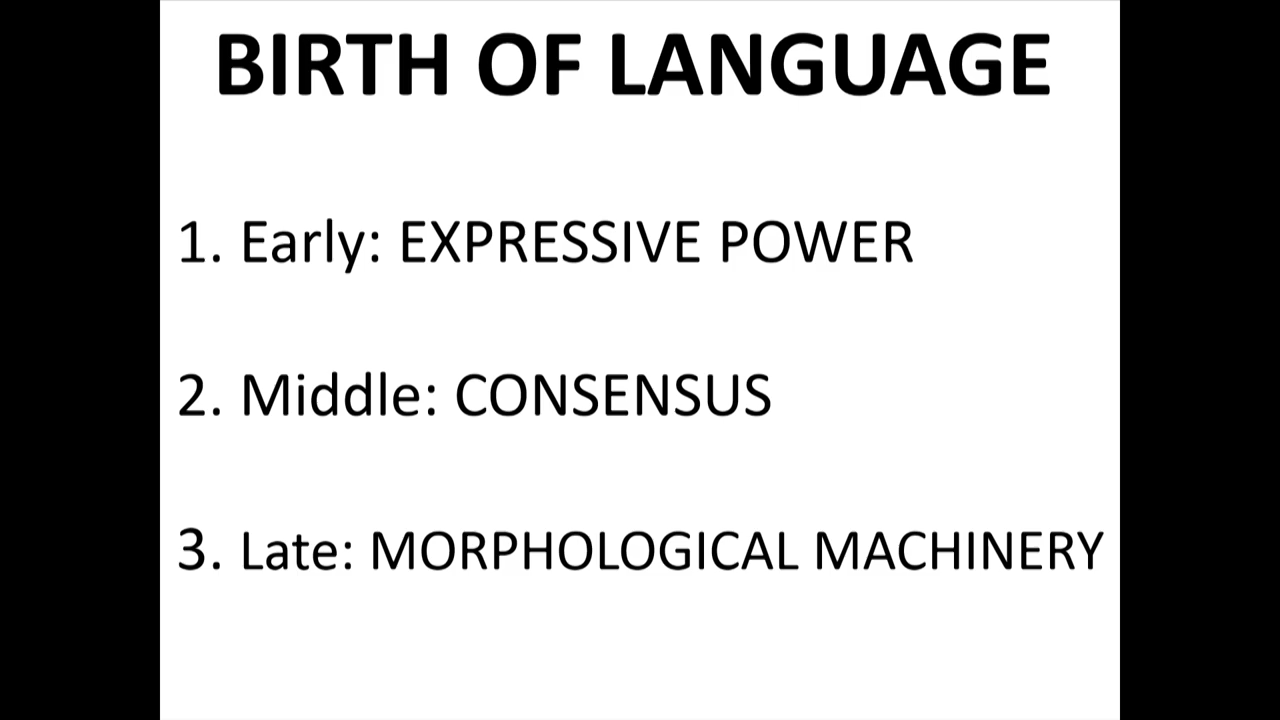 BIRTH OF LANGUAGE
1. Early: EXPRESSIVE POWER
2. Middle: CONSENSUS
3. Late: MORPHOLOGICAL MACHINERY